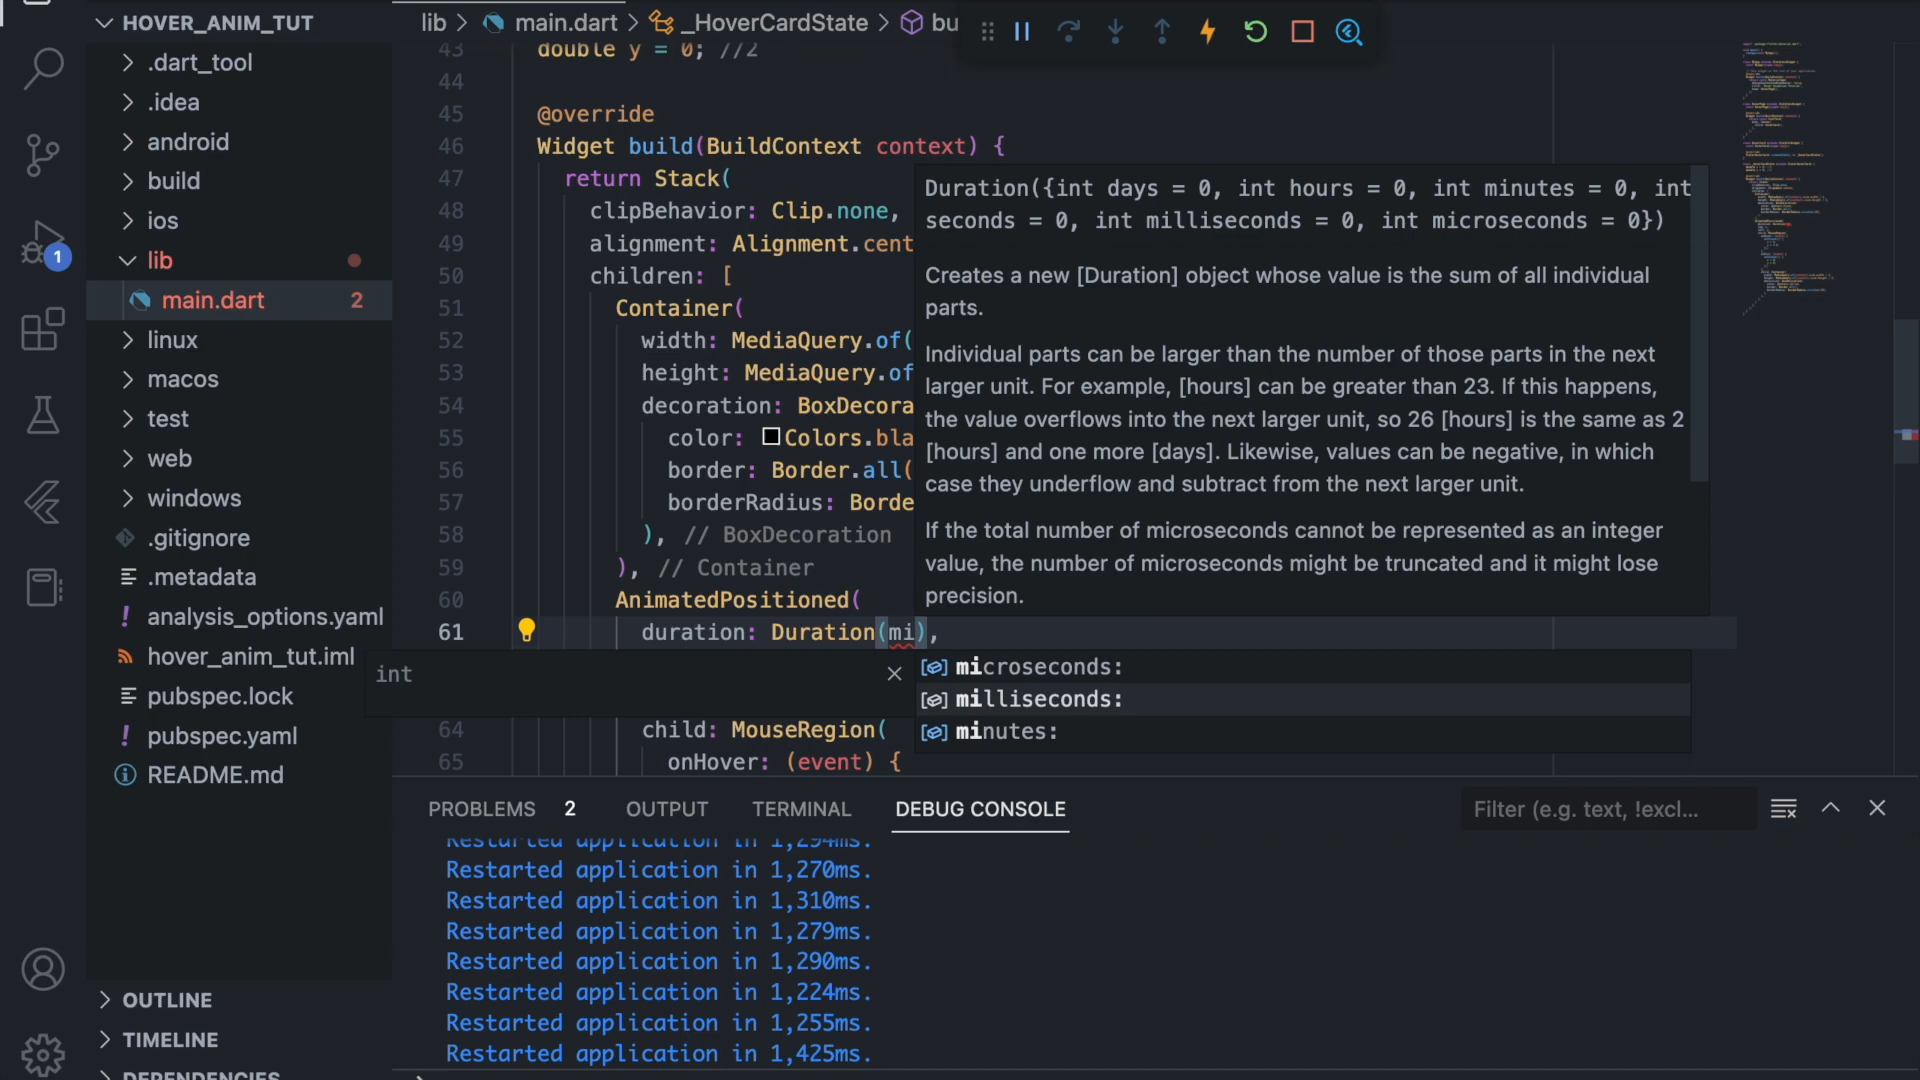 HOVER_ANIM_TUT
.dart_tool
.idea
android
build
ios
lib
main.dart 2
linux
macos
test
web
windows
.gitignore
.metadata
analysis_options.yaml
hover_anim_tut.iml
pubspec.lock
pubspec.yaml
README.md
OUTLINE
TIMELINE
DEPENDENCIES
1
lib > main.dart > _HoverCardState > bu
43 double y = 0; //2
44
45 @override
46 Widget build(BuildContext context) {
47 return Stack(
48 clipBehavior: Clip.none,
49 alignment: Alignment.cent
50 children: [
51 Container(
52 width: MediaQuery.of(
53 height: MediaQuery.of
54 decoration: BoxDecora
55 color: Colors.bla
56 border: Border.all(
57 borderRadius: Borde
58 ), // BoxDecoration
59 ), // Container
60 AnimatedPositioned(
61 duration: Duration(mi),
64 child: MouseRegion(
65 onHover: (event) {
Duration({int days = 0, int hours = 0, int minutes = 0, int
seconds = 0, int milliseconds = 0, int microseconds = 0})
Creates a new [Duration] object whose value is the sum of all individual
parts.
Individual parts can be larger than the number of those parts in the next
larger unit. For example, [hours] can be greater than 23. If this happens,
the value overflows into the next larger unit, so 26 [hours] is the same as 2
[hours] and one more [days]. Likewise, values can be negative, in which
case they underflow and subtract from the next larger unit.
If the total number of microseconds cannot be represented as an integer
value, the number of microseconds might be truncated and it might lose
precision.
int
microseconds:
milliseconds:
minutes:
PROBLEMS 2 OUTPUT TERMINAL DEBUG CONSOLE Filter (e.g. text, !excl...
Restarted application in 1,294ms.
Restarted application in 1,270ms.
Restarted application in 1,310ms.
Restarted application in 1,279ms.
Restarted application in 1,290ms.
Restarted application in 1,224ms.
Restarted application in 1,255ms.
Restarted application in 1,425ms.